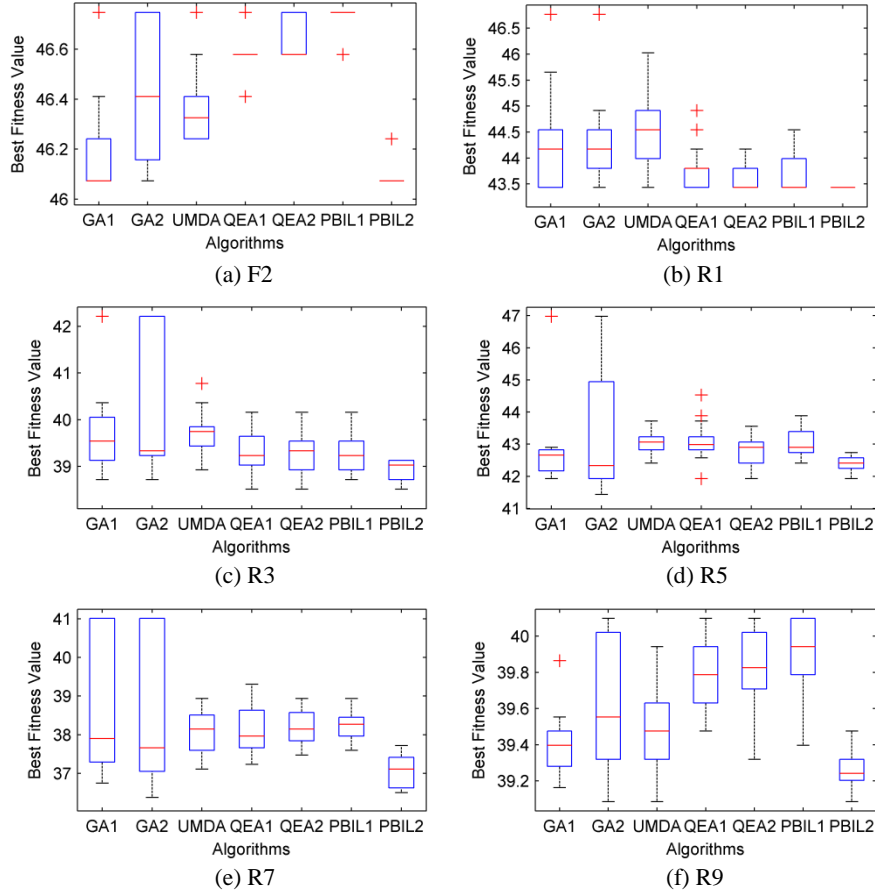 Best Fitness Value
46.6
46.4
46.2
46
GA1 GA2 UMDA QEA1 QEA2 PBIL1 PBIL2
Algorithms
(a) F2
Best Fitness Value
46.5
46
45.5
45
44.5
44
43.5
GA1 GA2 UMDA QEA1 QEA2 PBIL1 PBIL2
Algorithms
(b) R1
Best Fitness Value
42
41
40
39
GA1 GA2 UMDA QEA1 QEA2 PBIL1 PBIL2
Algorithms
(c) R3
Best Fitness Value
47
46
45
44
43
42
41
GA1 GA2 UMDA QEA1 QEA2 PBIL1 PBIL2
Algorithms
(d) R5
Best Fitness Value
41
40
39
38
37
GA1 GA2 UMDA QEA1 QEA2 PBIL1 PBIL2
Algorithms
(e) R7
Best Fitness Value
40
39.8
39.6
39.4
39.2
GA1 GA2 UMDA QEA1 QEA2 PBIL1 PBIL2
Algorithms
(f) R9